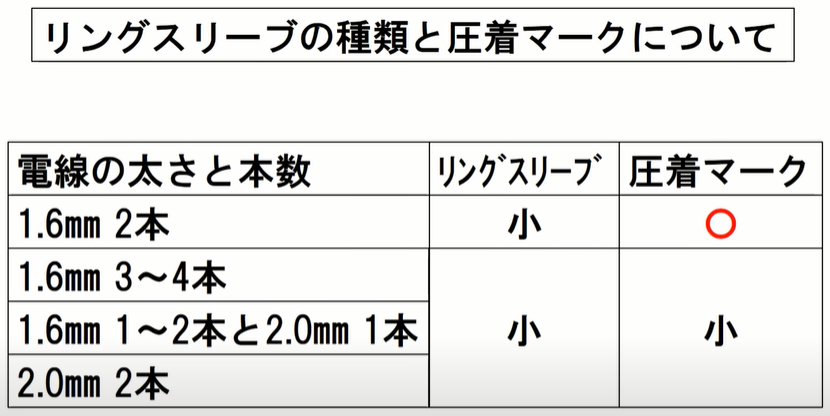 リングスリーブの種類と圧着マークについて
電線の太さと本数 ﾘﾝｸﾞｽﾘｰﾌﾞ 圧着マーク
1.6㎜ 2本 小 〇
1.6㎜ 3～4本
1.6㎜ 1～2本と2.0㎜ 1本 小 小
2.0㎜ 2本